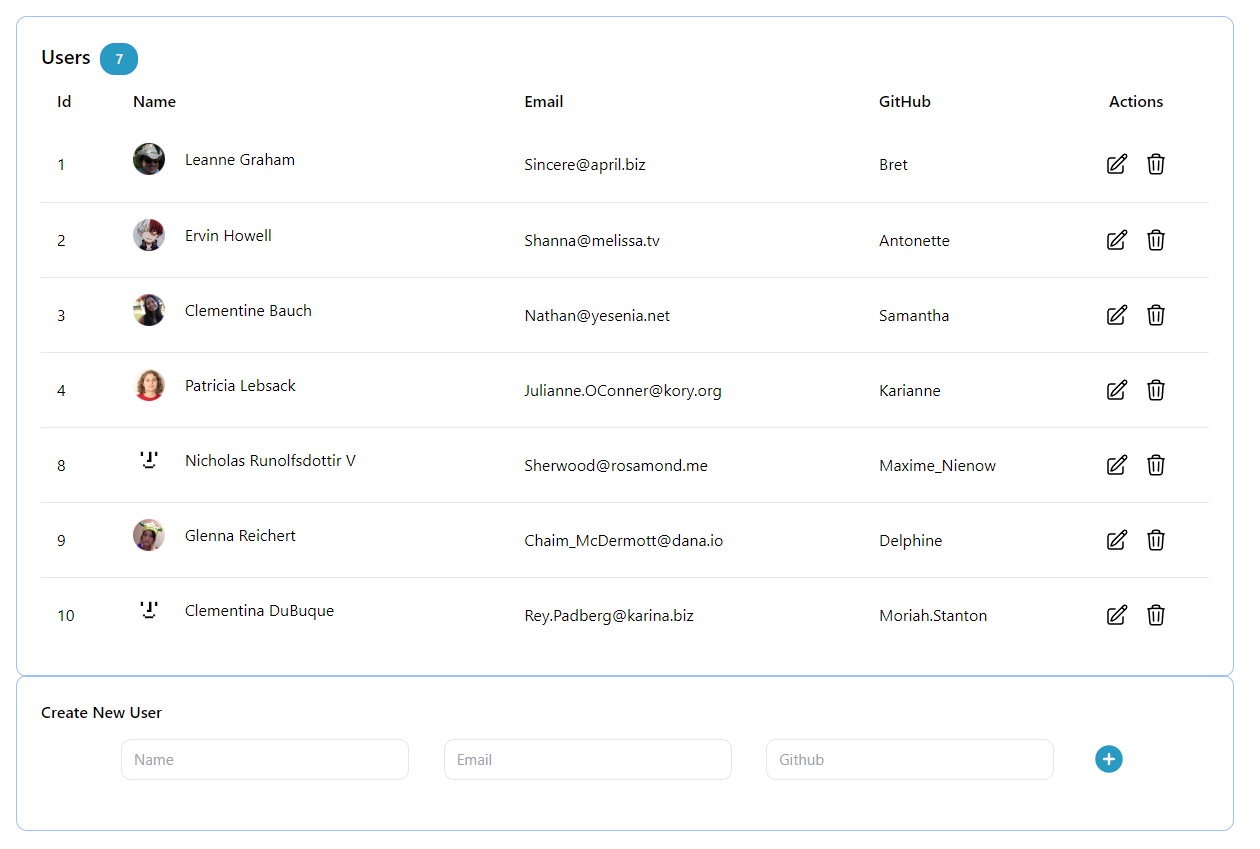 Users 7
Id Name Email GitHub Actions
1 Leanne Graham Sincere@april.biz Bret
2 Ervin Howell Shanna@melissa.tv Antonette
3 Clementine Bauch Nathan@yesenia.net Samantha
4 Patricia Lebsack Julianne.OConner@kory.org Karianne
8 Nicholas Runolfsdottir V Sherwood@rosamond.me Maxime_Nienow
9 Glenna Reichert Chaim_McDermott@dana.io Delphine
10 Clementina DuBuque Rey.Padberg@karina.biz Moriah.Stanton
Create New User
Name Email Github